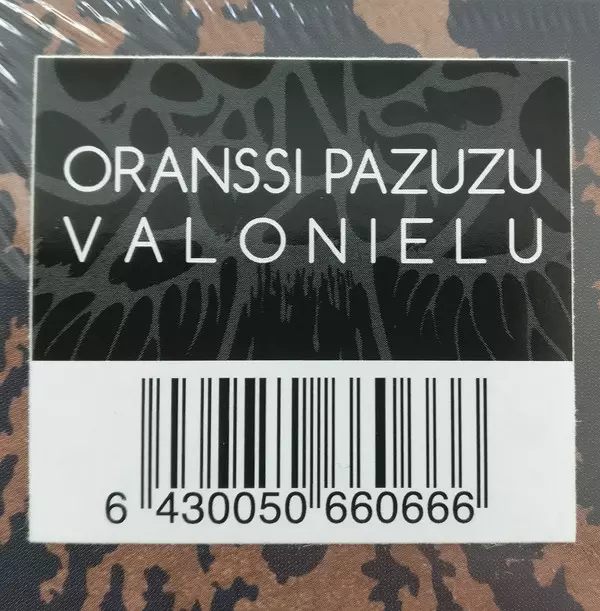 ORANSSI PAZUZU
VALONIELU
6 430050 660666